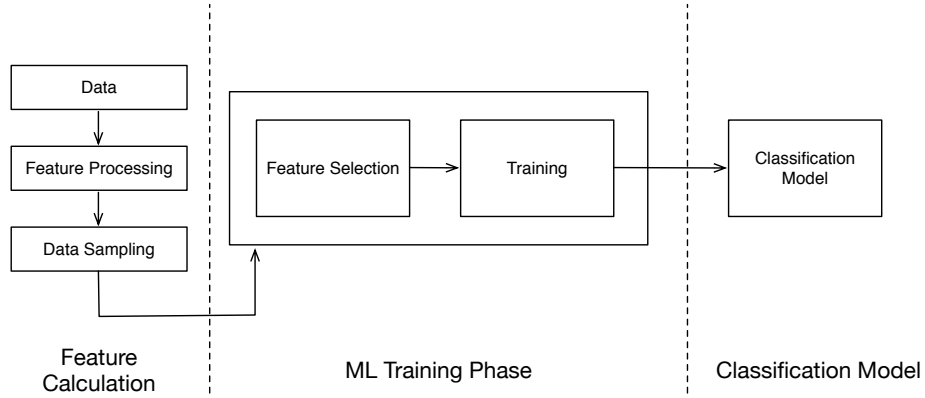 Data
Feature Processing
Data Sampling
Feature Selection
Training
Classification
Model
Feature
Calculation
ML Training Phase
Classification Model